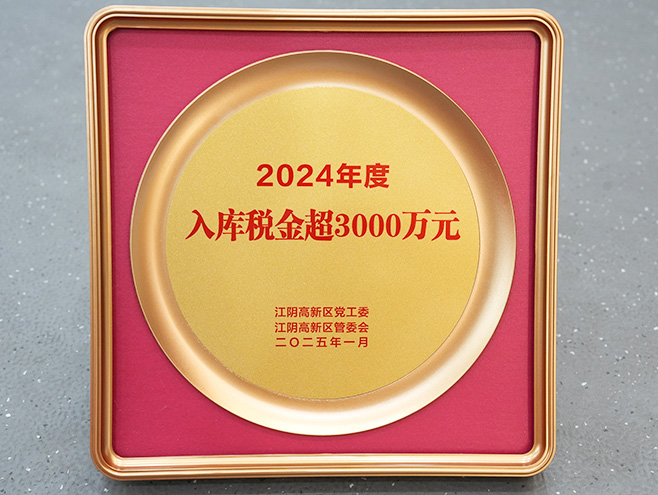 2024年度
入库税金超3000万元
江阴高新区党工委
江阴高新区管委会
二〇二五年一月